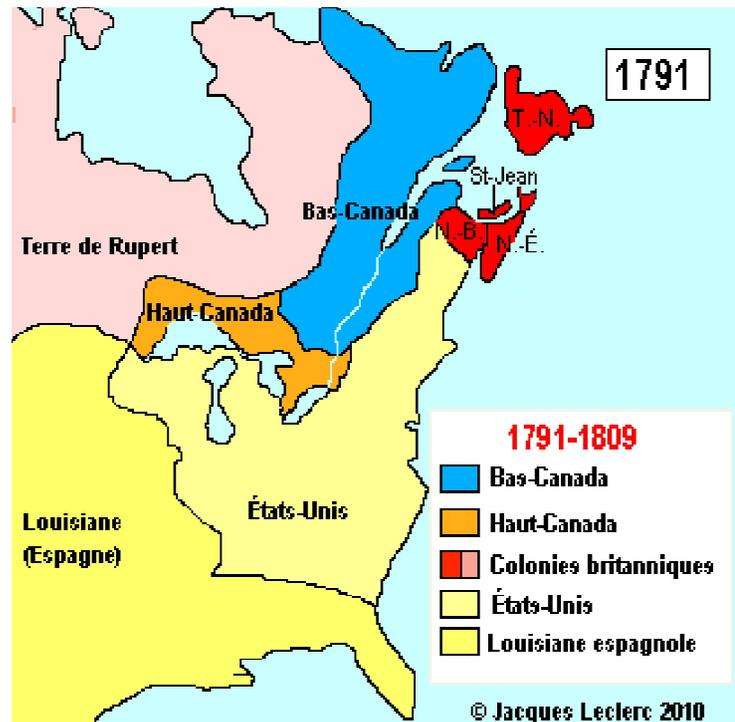 1791
T.-N.
St-Jean
Bas-Canada
N.-B.
N.-É.
Terre de Rupert
Haut-Canada
1791-1809
Bas-Canada
Haut-Canada
Colonies britanniques
États-Unis
Louisiane espagnole
États-Unis
Louisiane
(Espagne)
© Jacques Leclerc 2010